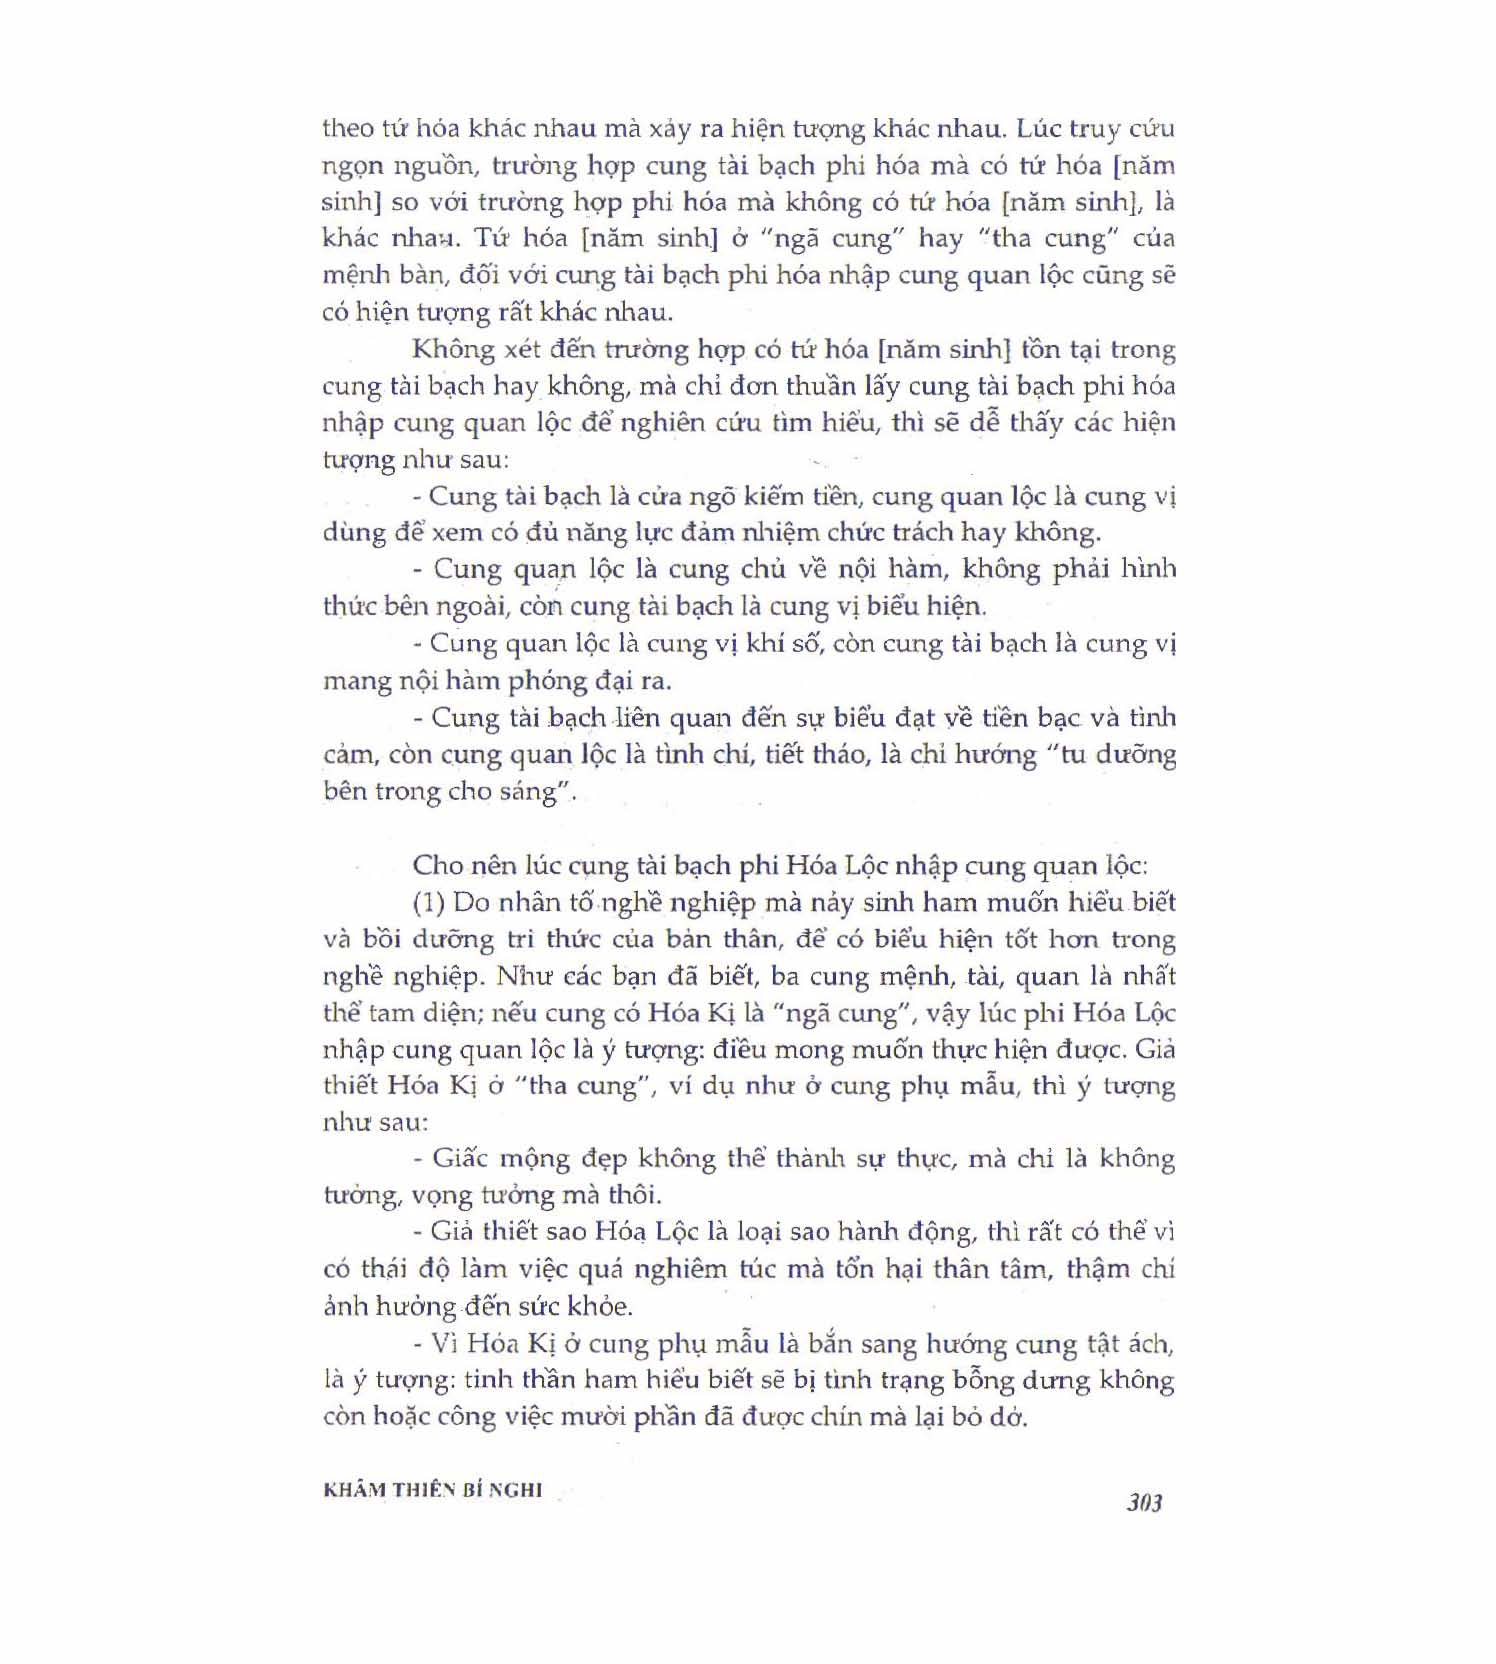 theo tứ hóa khác nhau mà xảy ra hiện tượng khác nhau. Lúc truy cứu
ngọn nguồn, trường hợp cung tài bạch phi hóa mà có tứ hóa [năm
sinh] so với trường hợp phi hóa mà không có tứ hóa [năm sinh], là
khác nhau. Tứ hóa [năm sinh] ở "ngã cung" hay "tha cung" của
mệnh bàn, đối với cung tài bạch phi hóa nhập cung quan lộc cũng sẽ
có hiện tượng rất khác nhau.
Không xét đến trường hợp có tứ hóa [năm sinh] tồn tại trong
cung tài bạch hay không, mà chỉ đơn thuần lấy cung tài bạch phi hóa
nhập cung quan lộc để nghiên cứu tìm hiểu, thì sẽ dễ thấy các hiện
tượng như sau:
- Cung tài bạch là cửa ngõ kiếm tiền, cung quan lộc là cung vị
dùng để xem có đủ năng lực đảm nhiệm chức trách hay không.
- Cung quan lộc là cung chủ về nội hàm, không phải hình
thức bên ngoài, còn cung tài bạch là cung vị biểu hiện.
- Cung quan lộc là cung vị khí số, còn cung tài bạch là cung vị
mang nội hàm phóng đại ra.
- Cung tài bạch liên quan đến sự biểu đạt về tiền bạc và tình
cảm, còn cung quan lộc là tình chí, tiết tháo, là chỉ hướng "tu dưỡng
bên trong cho sáng".
Cho nên lúc cung tài bạch phi Hóa Lộc nhập cung quan lộc:
(1) Do nhân tố nghề nghiệp mà nảy sinh ham muốn hiểu biết
và bồi dưỡng tri thức của bản thân, để có biểu hiện tốt hơn trong
nghề nghiệp. Như các bạn đã biết, ba cung mệnh, tài, quan là nhất
thể tam diện; nếu cung có Hóa Kị là "ngã cung", vậy lúc phi Hóa Lộc
nhập cung quan lộc là ý tượng: điều mong muốn thực hiện được. Giả
thiết Hóa Kị ở "tha cung", ví dụ như ở cung phụ mẫu, thì ý tượng
như sau:
- Giấc mộng đẹp không thể thành sự thực, mà chỉ là không
tưởng, vọng tưởng mà thôi.
- Giả thiết sao Hóa Lộc là loại sao hành động, thì rất có thể vì
có thái độ làm việc quá nghiêm túc mà tổn hại thân tâm, thậm chí
ảnh hưởng đến sức khỏe.
- Vì Hóa Kị ở cung phụ mẫu là bắn sang hướng cung tật ách,
là ý tượng: tinh thần ham hiểu biết sẽ bị tình trạng bỗng dưng không
còn hoặc công việc mười phần đã được chín mà lại bỏ dở.
KHÂM THIÊN BÍ NGHI
303